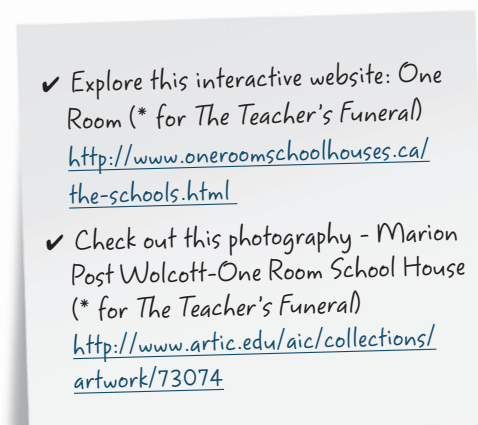 ✔ Explore this interactive website: One
Room (* for The Teacher's Funeral)
http://www.oneroomschoolhouses.ca/
the-schools.html
✔ Check out this photography - Marion
Post Wolcott-One Room School House
(* for The Teacher's Funeral)
http://www.artic.edu/aic/collections/
artwork/73074